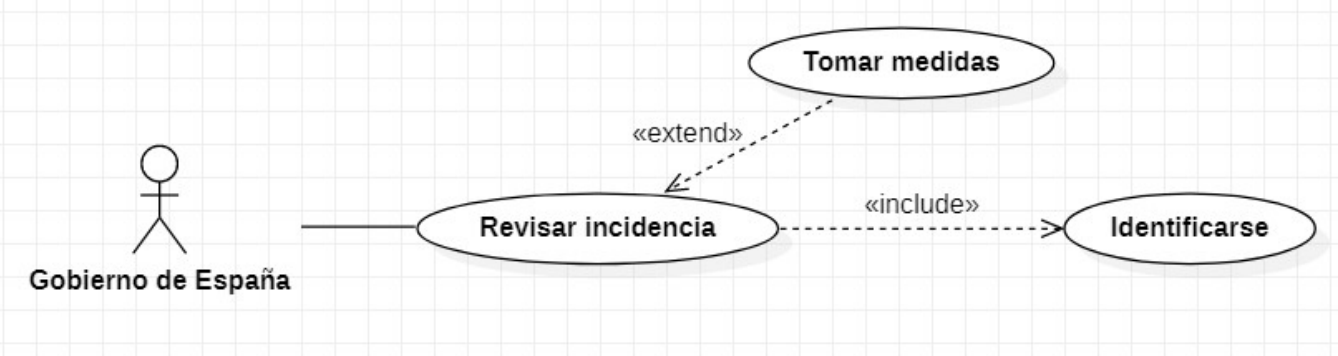 Tomar medidas
«extend»
«include»
Revisar incidencia
Identificarse
Gobierno de España